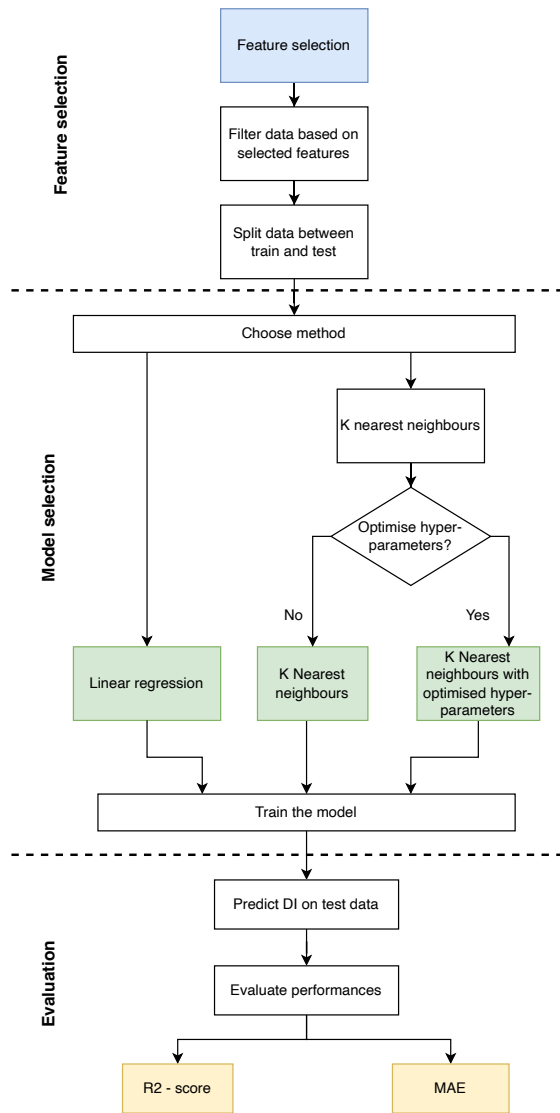 Feature selection
Feature selection
Filter data based on
selected features
Split data between
train and test
Model selection
Choose method
K nearest neighbours
Optimise hyper-
parameters?
No
Yes
Linear regression
K Nearest
neighbours
K Nearest
neighbours with
optimised hyper-
parameters
Train the model
Evaluation
Predict DI on test data
Evaluate performances
R2 - score
MAE